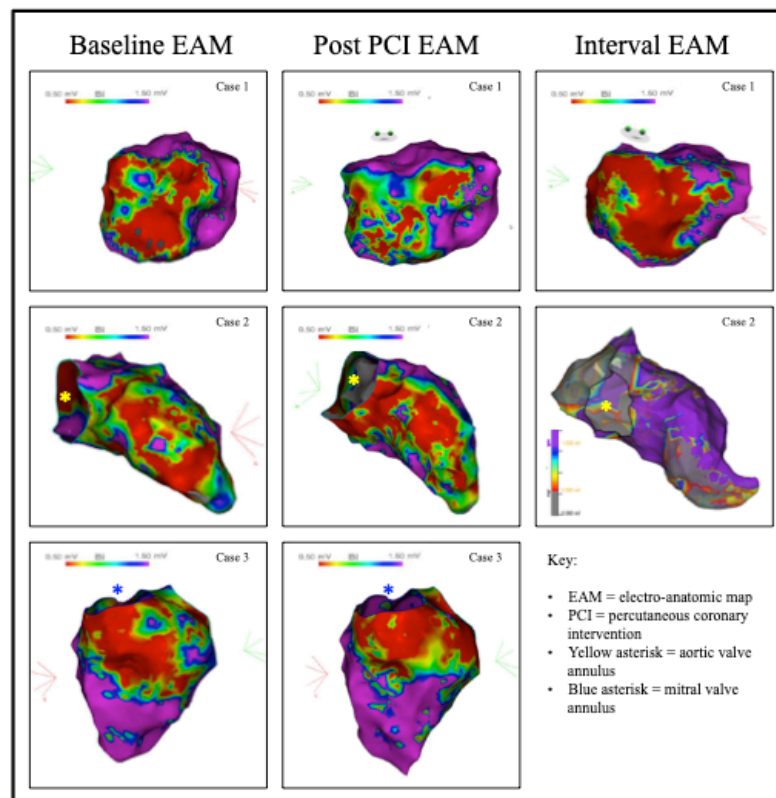 Baseline EAM
Post PCI EAM
Interval EAM
0.50 mV Bi 1.50 mV
Case 1
0.50 mV Bi 1.50 mV
Case 1
0.50 mV Bi 1.50 mV
Case 1
0.50 mV Bi 1.50 mV
Case 2
*
0.50 mV Bi 1.50 mV
Case 2
*
Case 2
*
0.50 mV Bi 1.50 mV
Case 3
*
0.50 mV Bi 1.50 mV
Case 3
*
Key:
• EAM = electro-anatomic map
• PCI = percutaneous coronary
intervention
• Yellow asterisk = aortic valve
annulus
• Blue asterisk = mitral valve
annulus